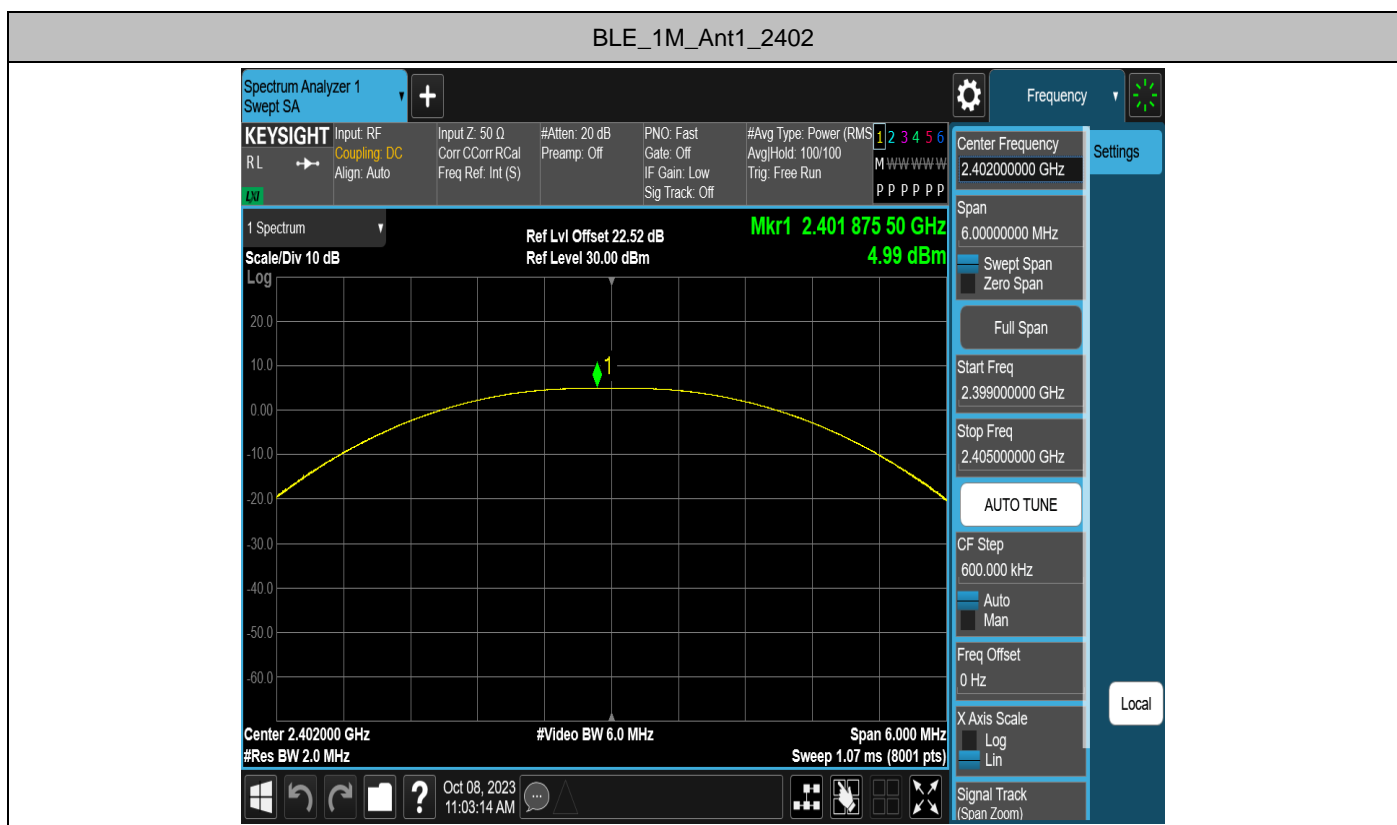 BLE_1M_Ant1_2402
Spectrum Analyzer 1
Swept SA
+
Frequency
KEYSIGHT
RL
LXI
Input: RF
Coupling: DC
Align: Auto
Input Z: 50 Ω
Corr CCorr RCal
Freq Ref: Int (S)
#Atten: 20 dB
Preamp: Off
PNO: Fast
Gate: Off
IF Gain: Low
Sig Track: Off
#Avg Type: Power (RMS
Avg|Hold: 100/100
Trig: Free Run
1 2 3 4 5 6
M W W W W W
P P P P P P
1 Spectrum
Scale/Div 10 dB
Log
Ref Lvl Offset 22.52 dB
Ref Level 30.00 dBm
Mkr1 2.401 875 50 GHz
4.99 dBm
20.0
10.0
0.00
-10.0
-20.0
-30.0
-40.0
-50.0
-60.0
1
Center 2.402000 GHz
#Res BW 2.0 MHz
#Video BW 6.0 MHz
Span 6.000 MHz
Sweep 1.07 ms (8001 pts)
Center Frequency
2.402000000 GHz
Settings
Span
6.00000000 MHz
Swept Span
Zero Span
Full Span
Start Freq
2.399000000 GHz
Stop Freq
2.405000000 GHz
AUTO TUNE
CF Step
600.000 kHz
Auto
Man
Freq Offset
0 Hz
X Axis Scale
Log
Lin
Local
Signal Track
(Span Zoom)
?
Oct 08, 2023
11:03:14 AM